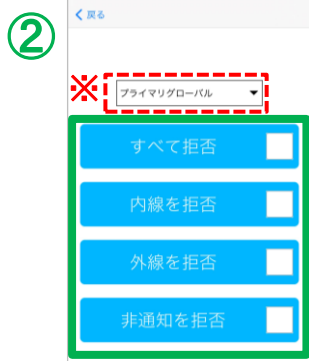 ②
く戻る
※
プライマリグローバル
すべて拒否
内線を拒否
外線を拒否
非通知を拒否